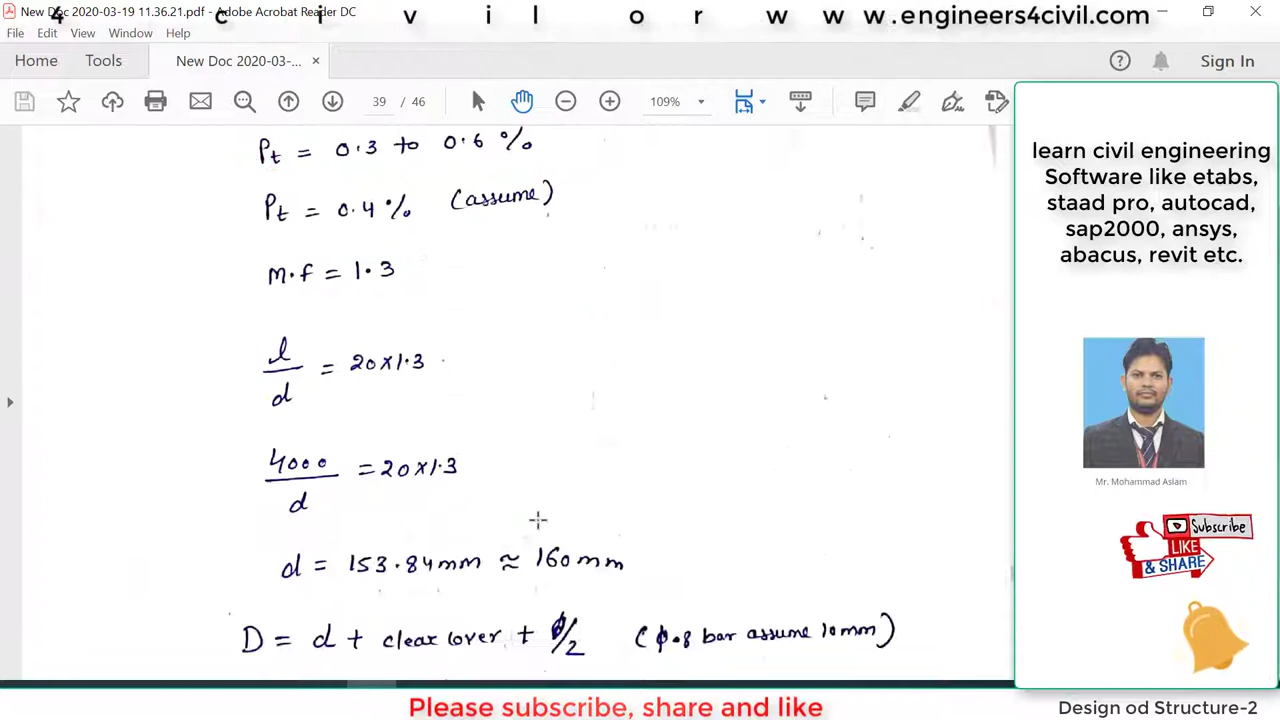 New Doc 2020-03-19 11.36.21.pdf - Adobe Acrobat Reader DC
4 c i v i l o r w w w.engineers4civil.com
File Edit View Window Help
Home Tools New Doc 2020-03-... × Sign In
39 / 46 109%
Pt = 0.3 to 0.6 %
Pt = 0.4 % (assume)
m.f = 1.3
l/d = 20×1.3
4000/d = 20×1.3
d = 153.84mm ≈ 160mm
D = d + clear cover + ϕ/2 (ϕ.8 bar assume 10mm)
learn civil engineering
Software like etabs,
staad pro, autocad,
sap2000, ansys,
abacus, revit etc.
Mr. Mohammad Aslam
Subscribe
LIKE
& SHARE
Please subscribe, share and like
Design od Structure-2